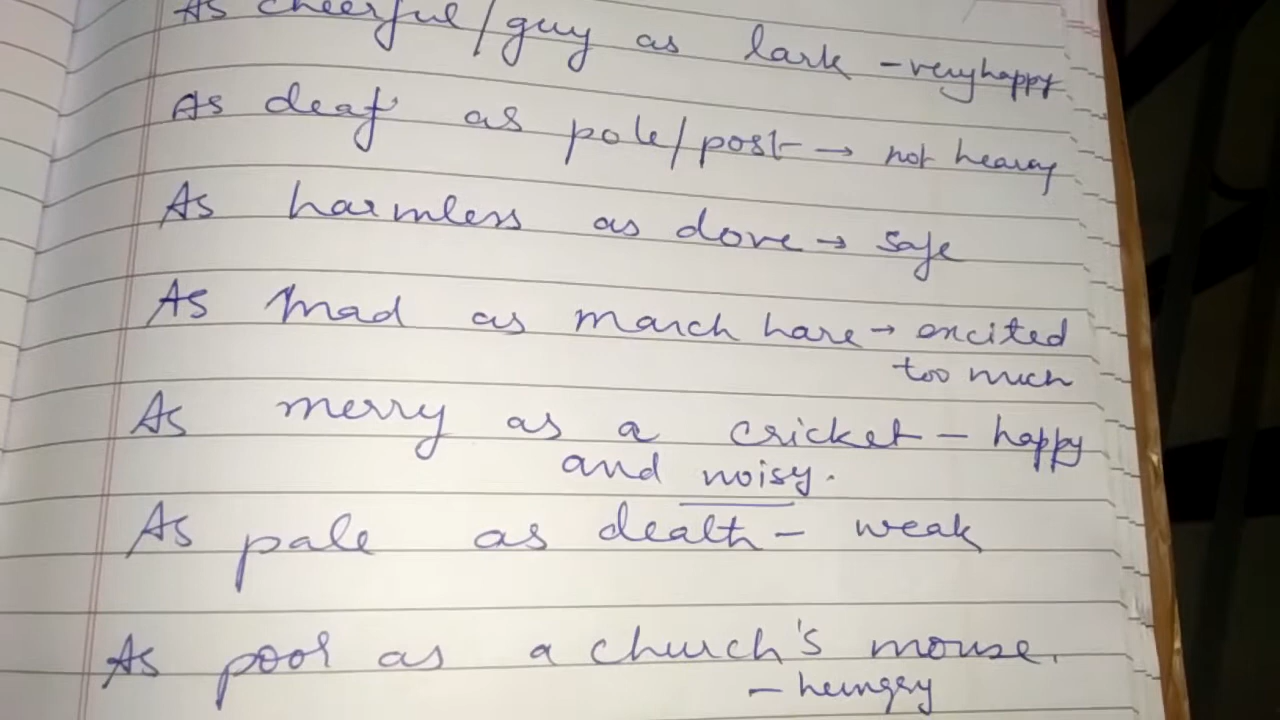 As cheerful/guy as lark - very happy
As deaf as pole/post → not hearing
As harmless as dove → safe
As mad as march hare → excited
too much
As merry as a cricket - happy
and noisy.
As pale as death - weak
As poor as a church's mouse.
- hungry